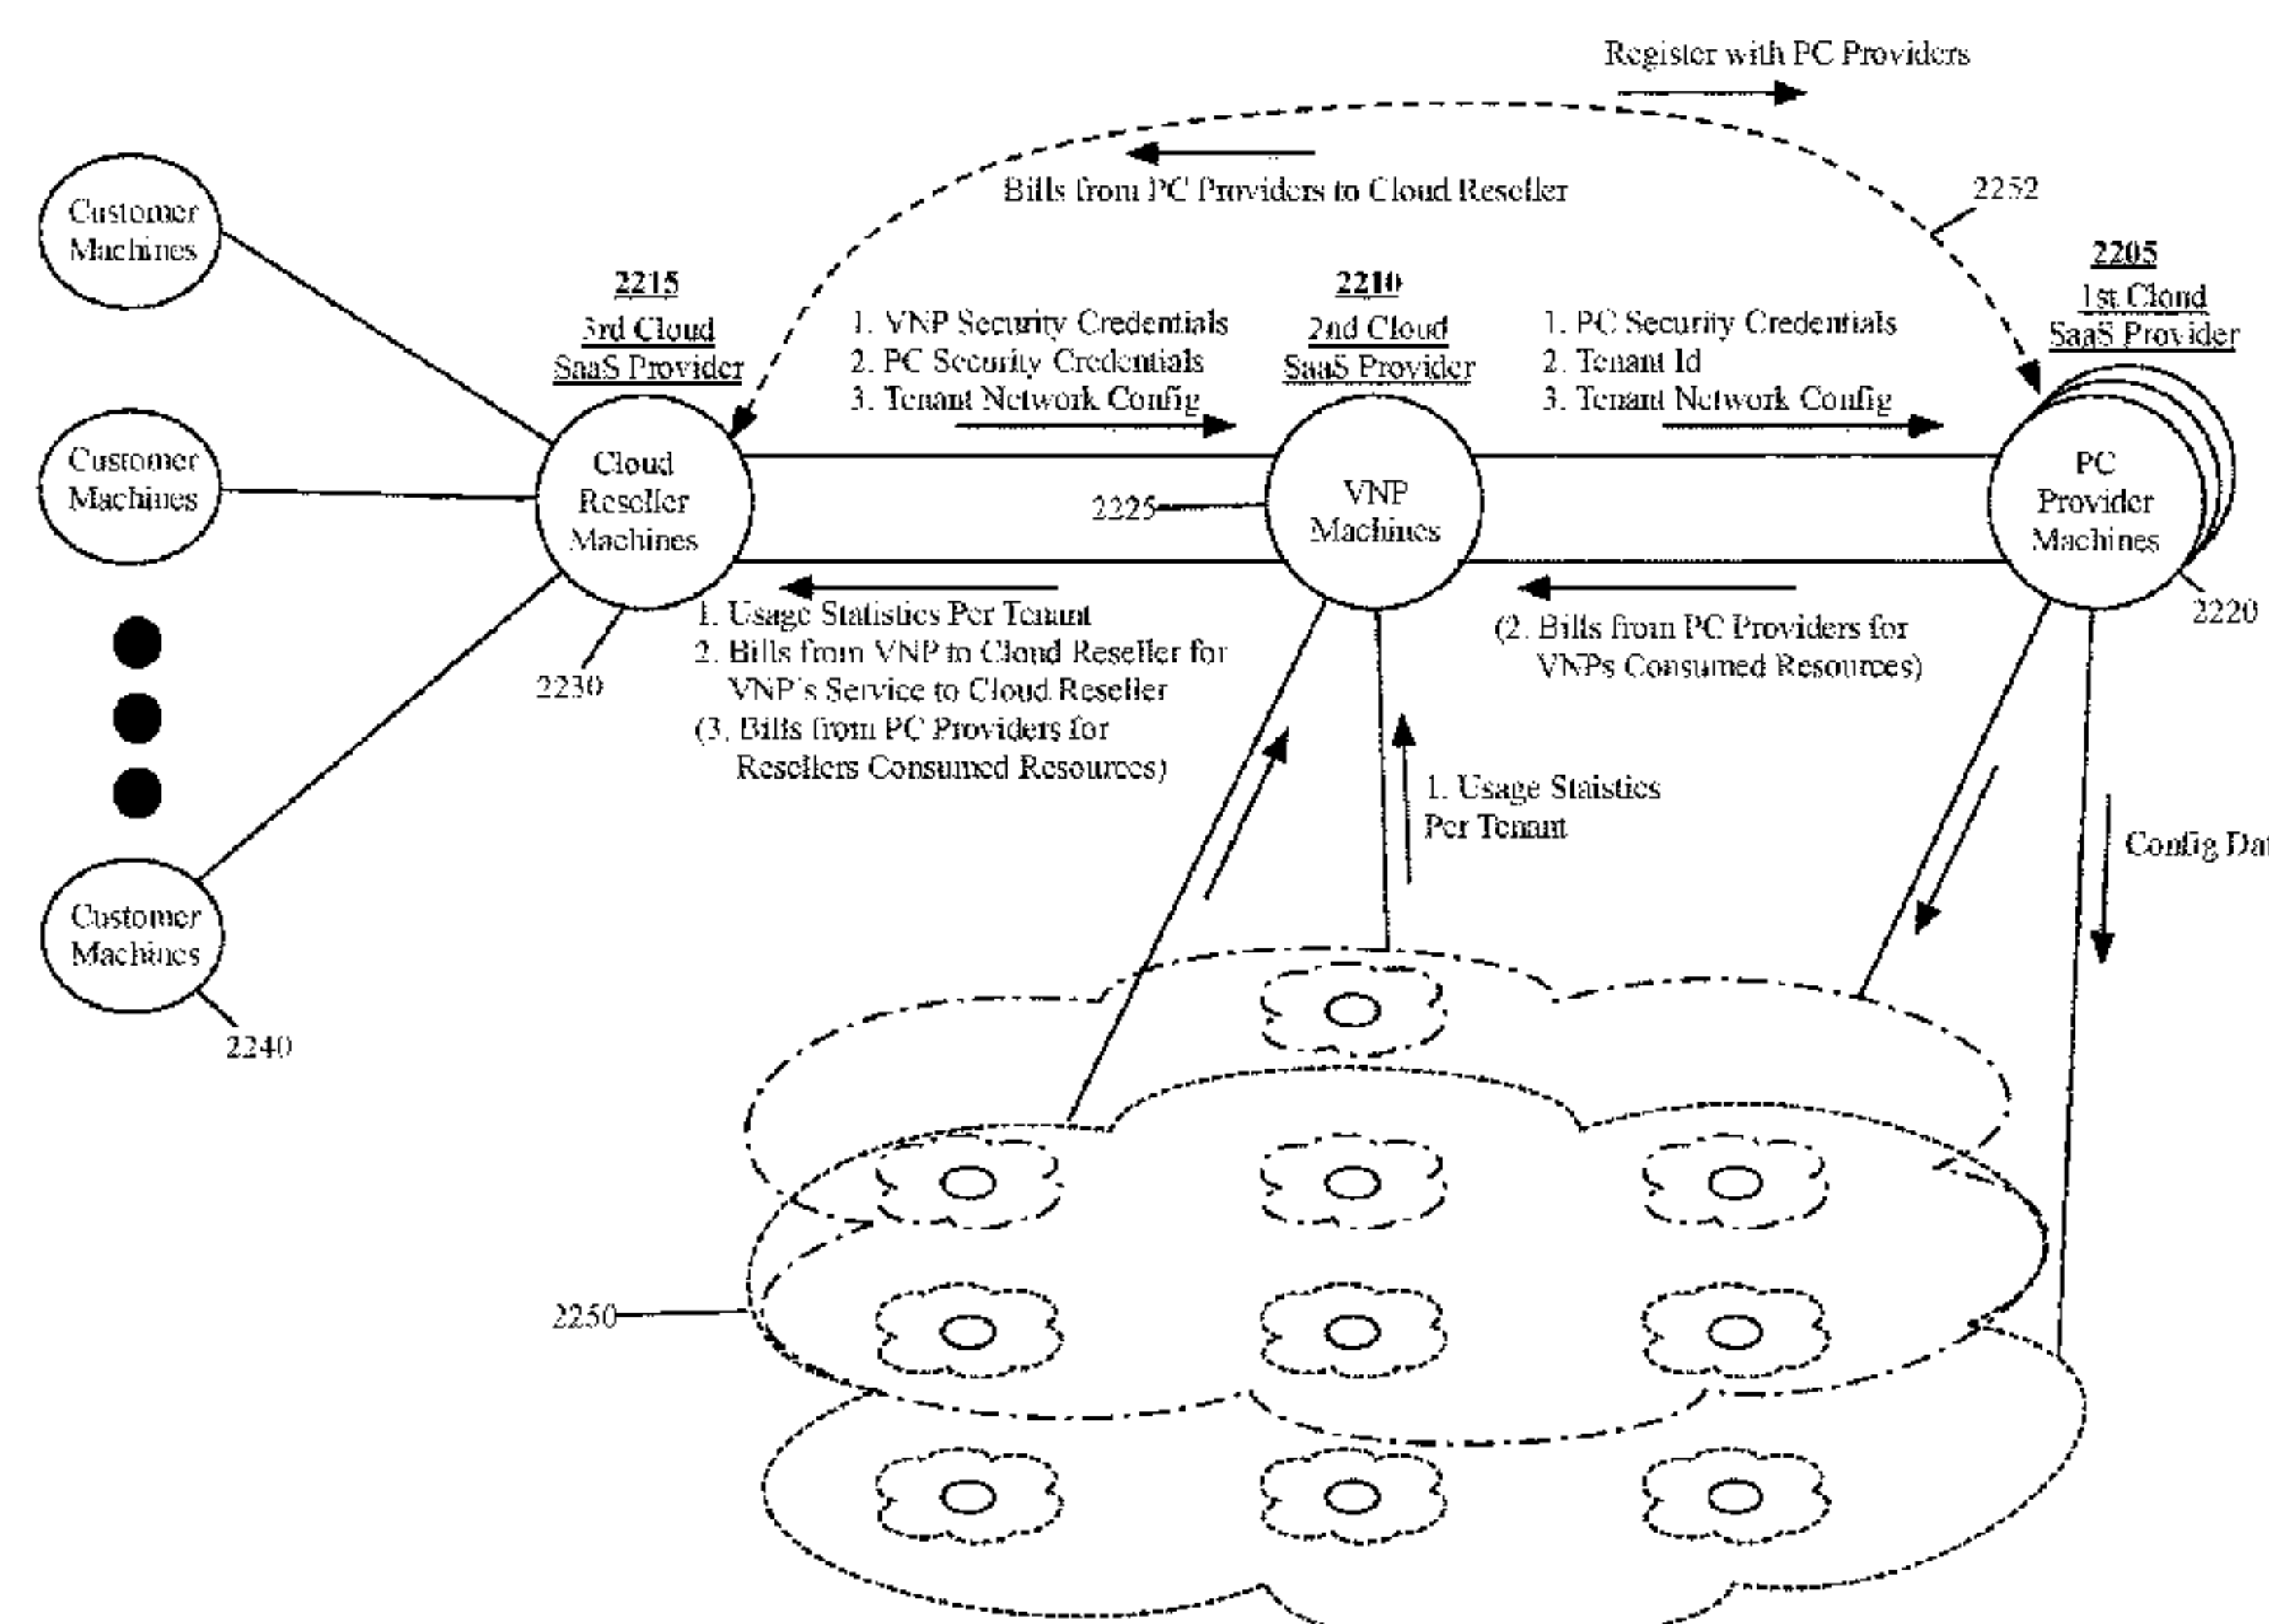 Register with PC Providers
Bills from PC Providers to Cloud Reseller
2252
Customer
Machines
2215
3rd Cloud
SaaS Provider
1. VNP Security Credentials
2. PC Security Credentials
3. Tenant Network Config
2210
2nd Cloud
SaaS Provider
1. PC Security Credentials
2. Tenant Id
3. Tenant Network Config
2205
1st Cloud
SaaS Provider
Customer
Machines
Cloud
Reseller
Machines
2225
VNP
Machines
PC
Provider
Machines
2220
2230
1. Usage Statistics Per Tenant
2. Bills from VNP to Cloud Reseller for
VNP's Service to Cloud Reseller
(3. Bills from PC Providers for
Resellers Consumed Resources)
(2. Bills from PC Providers for
VNPs Consumed Resources)
1. Usage Staistics
Per Tenant
Config Dat
Customer
Machines
2240
2250